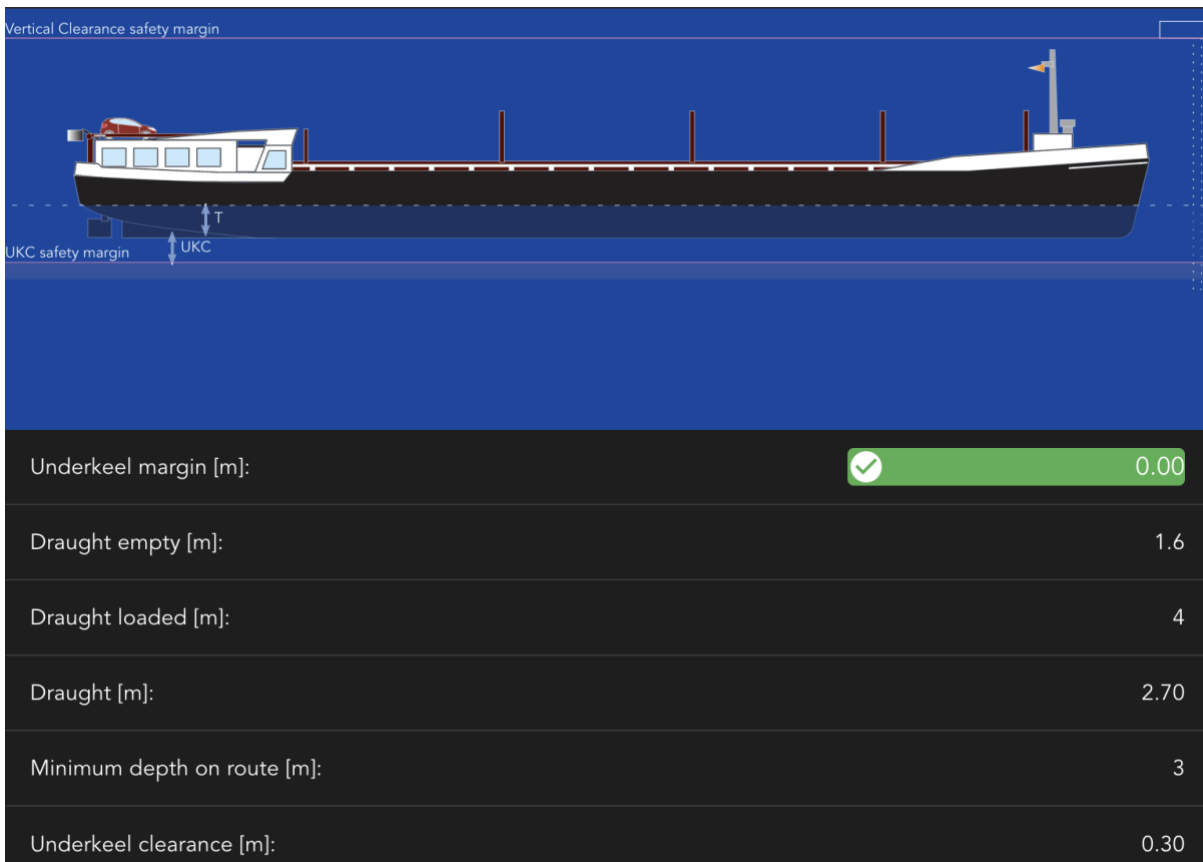 Vertical Clearance safety margin
T
UKC
UKC safety margin
Underkeel margin [m]: 0.00
Draught empty [m]: 1.6
Draught loaded [m]: 4
Draught [m]: 2.70
Minimum depth on route [m]: 3
Underkeel clearance [m]: 0.30